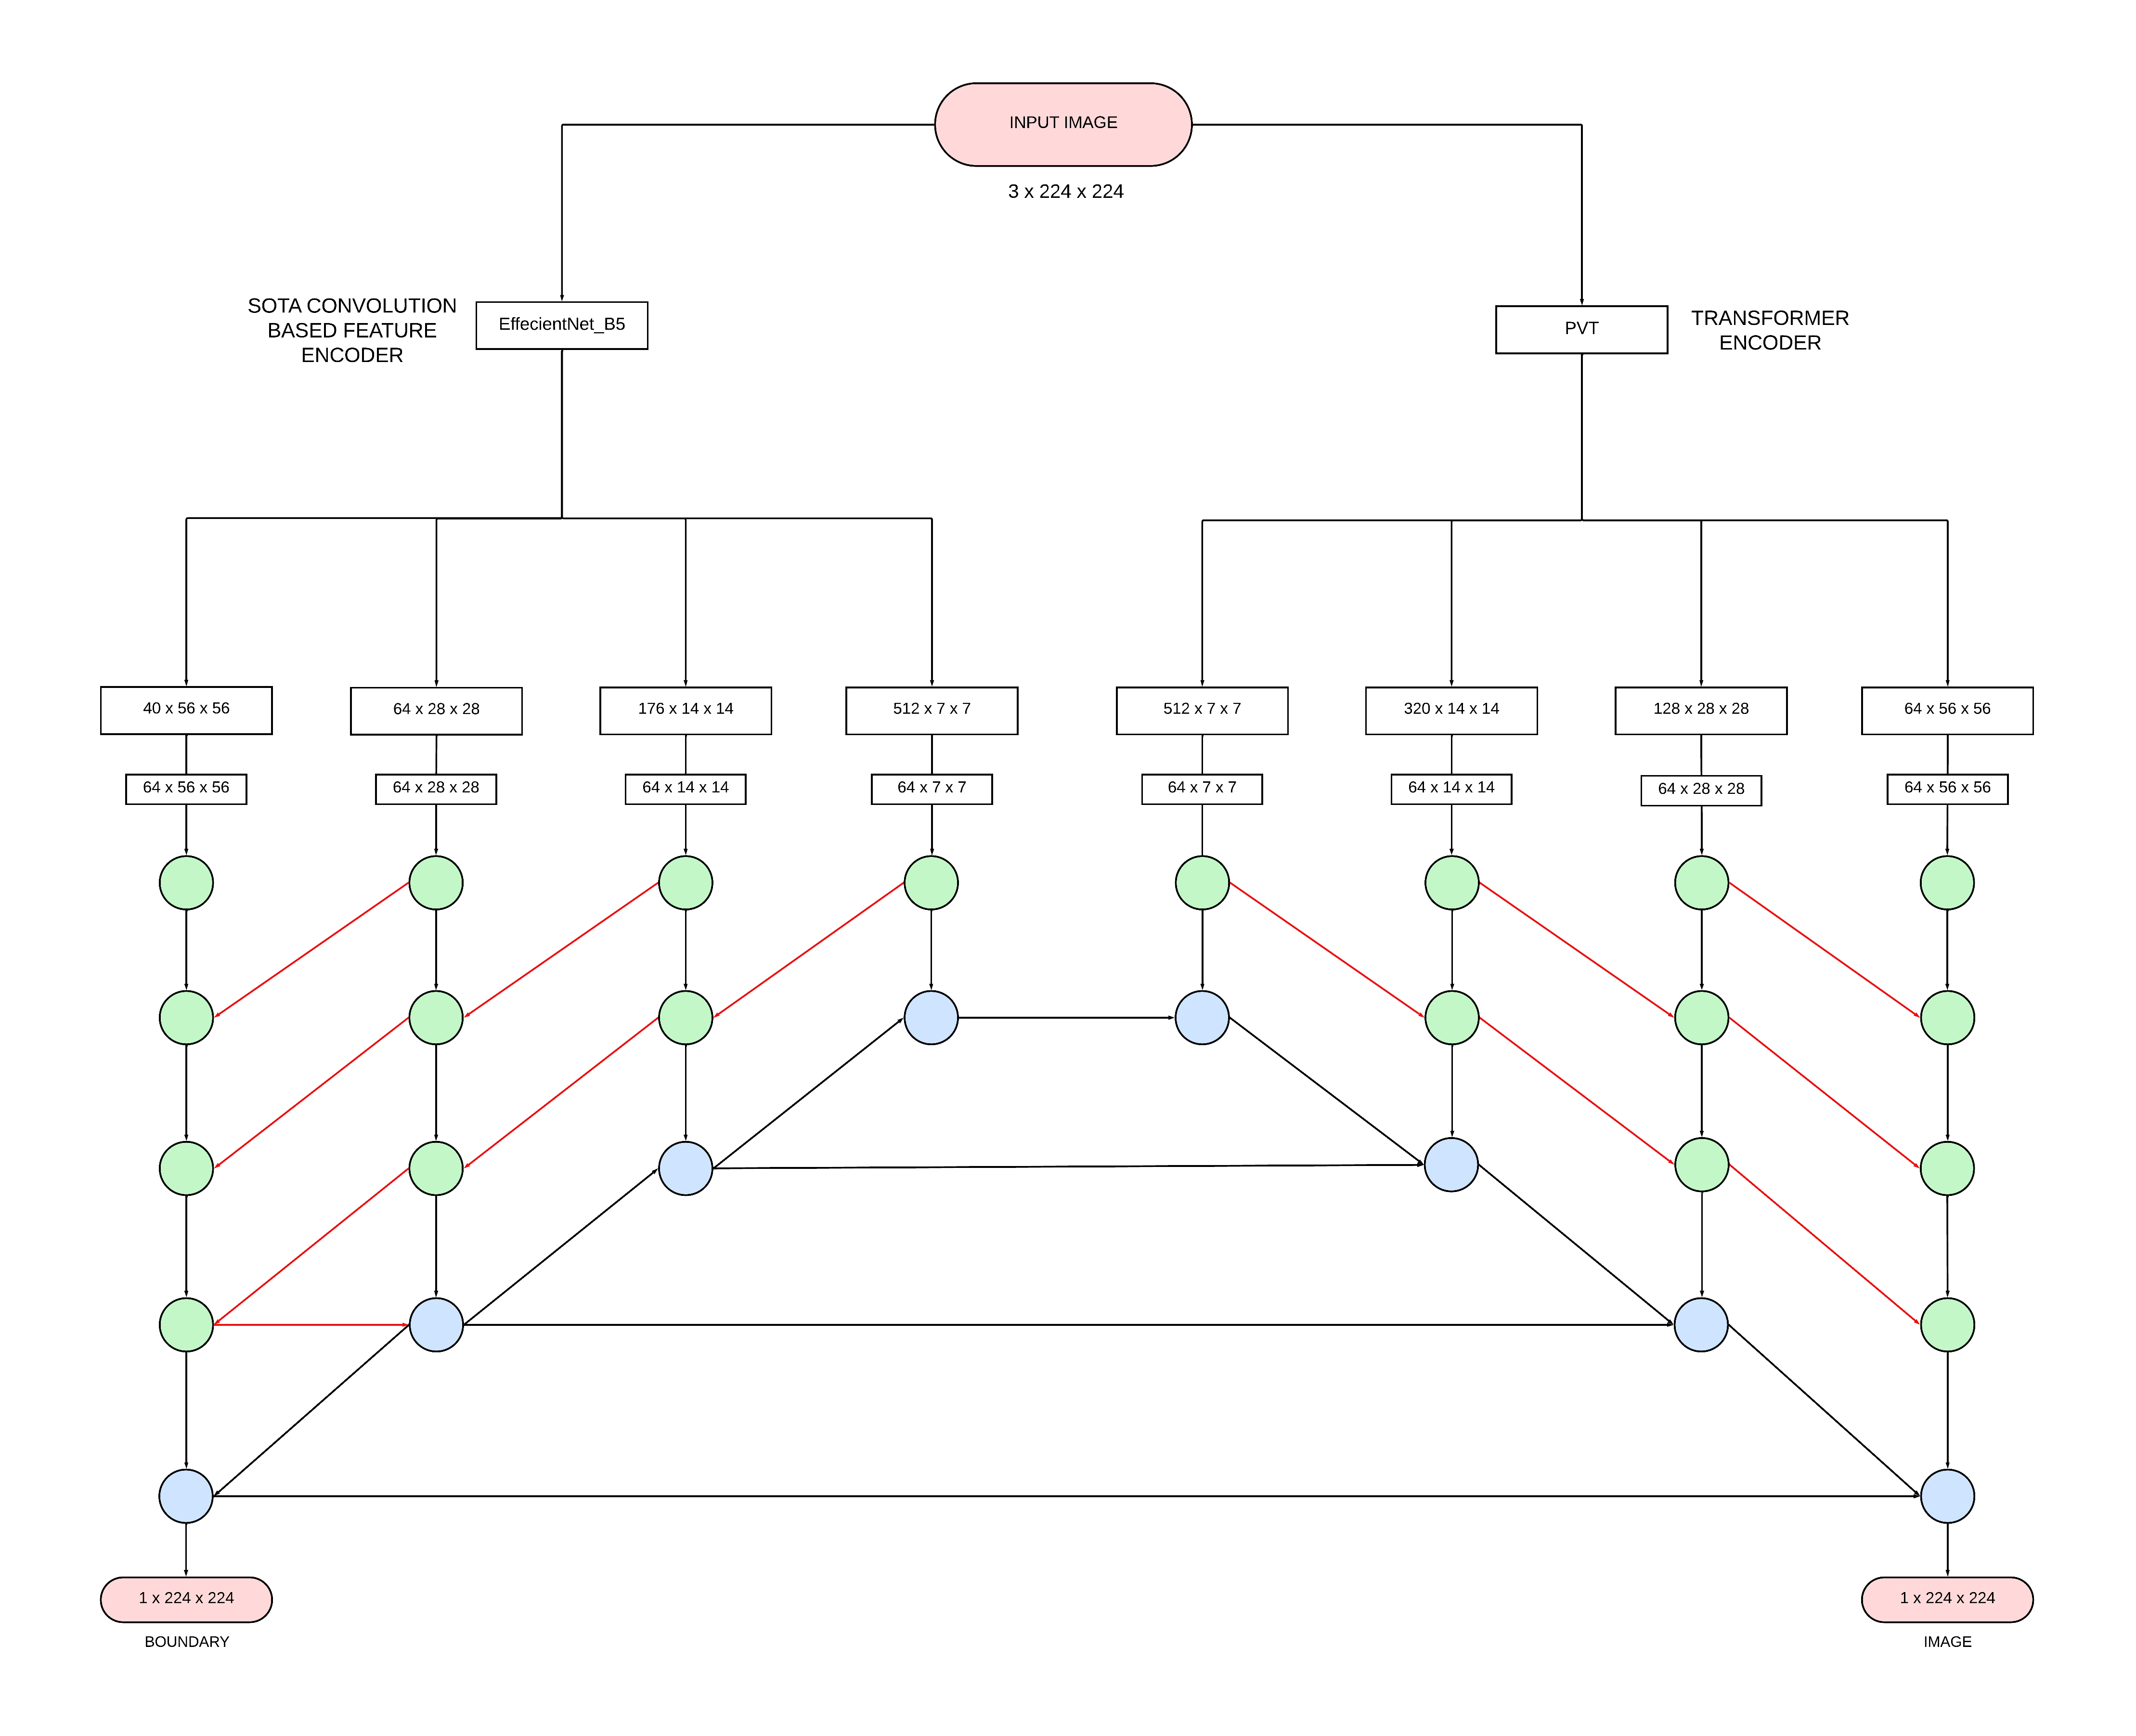 INPUT IMAGE
3 x 224 x 224
SOTA CONVOLUTION
BASED FEATURE
ENCODER
EffecientNet_B5
PVT
TRANSFORMER
ENCODER
40 x 56 x 56
64 x 28 x 28
176 x 14 x 14
512 x 7 x 7
512 x 7 x 7
320 x 14 x 14
128 x 28 x 28
64 x 56 x 56
64 x 56 x 56
64 x 28 x 28
64 x 14 x 14
64 x 7 x 7
64 x 7 x 7
64 x 14 x 14
64 x 28 x 28
64 x 56 x 56
1 x 224 x 224
BOUNDARY
1 x 224 x 224
IMAGE